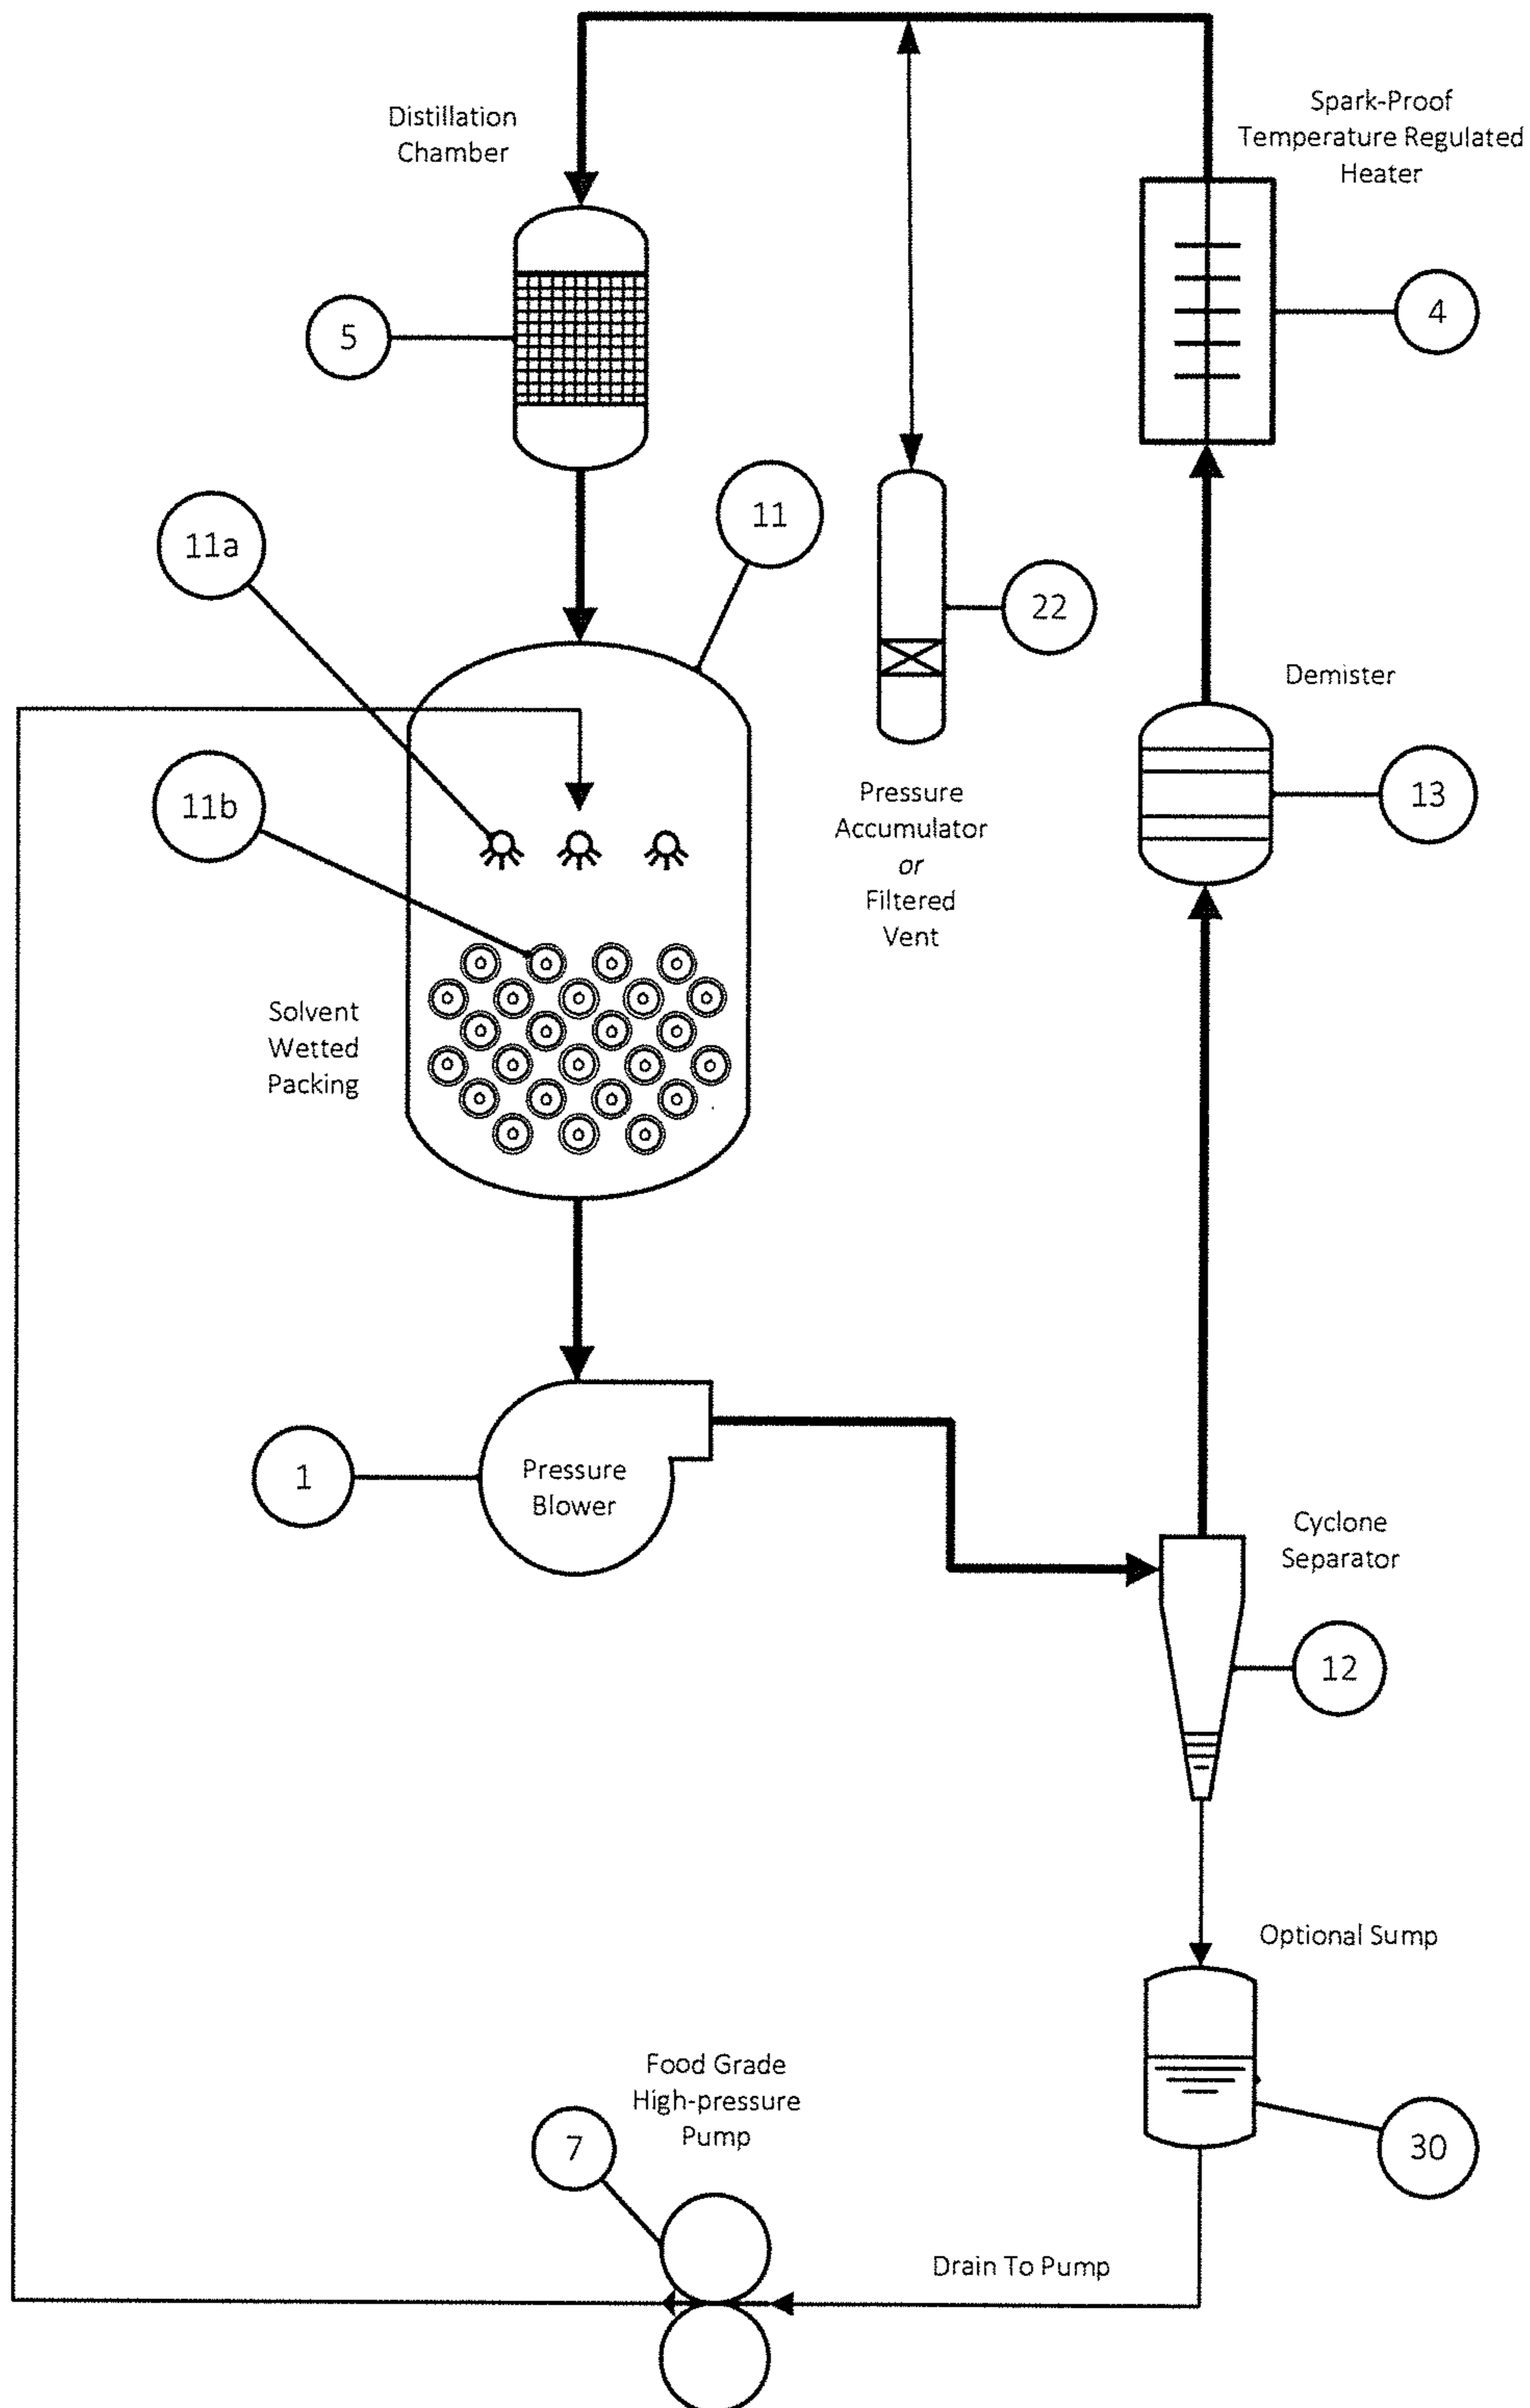 Distillation
Chamber
Spark-Proof
Temperature Regulated
Heater
5
4
11a
11
22
Demister
11b
13
Pressure
Accumulator
or
Filtered
Vent
Solvent
Wetted
Packing
1
Pressure
Blower
Cyclone
Separator
12
Optional Sump
Food Grade
High-pressure
Pump
7
30
Drain To Pump